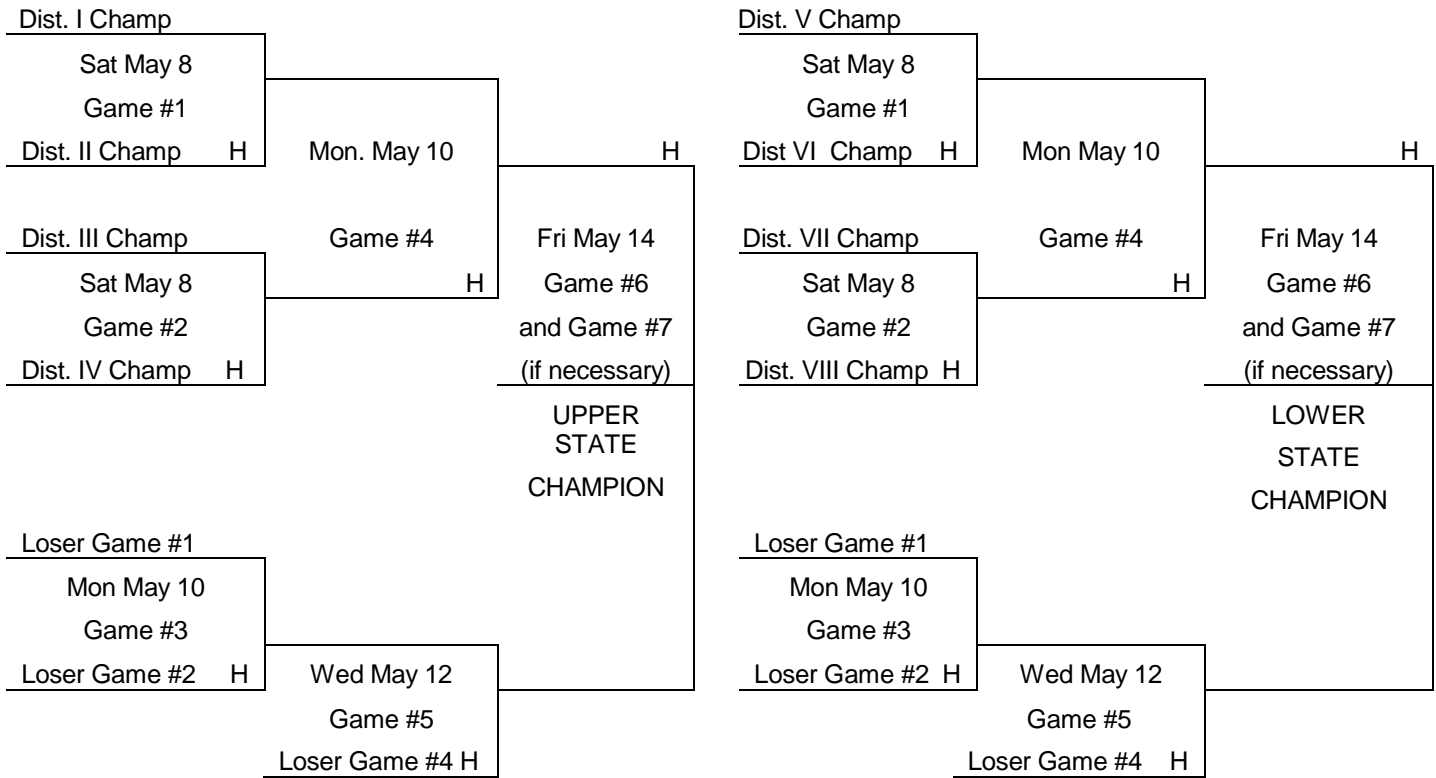 Dist. I Champ
Sat May 8
Game #1
Dist. II Champ H
Mon. May 10
Game #4
H
Dist. III Champ
Sat May 8
Game #2
Dist. IV Champ H
H
Fri May 14
Game #6
and Game #7
(if necessary)
UPPER
STATE
CHAMPION
Loser Game #1
Mon May 10
Game #3
Loser Game #2 H
Wed May 12
Game #5
Loser Game #4 H
Dist. V Champ
Sat May 8
Game #1
Dist VI Champ H
Mon May 10
Game #4
H
Dist. VII Champ
Sat May 8
Game #2
Dist. VIII Champ H
H
Fri May 14
Game #6
and Game #7
(if necessary)
LOWER
STATE
CHAMPION
Loser Game #1
Mon May 10
Game #3
Loser Game #2 H
Wed May 12
Game #5
Loser Game #4 H